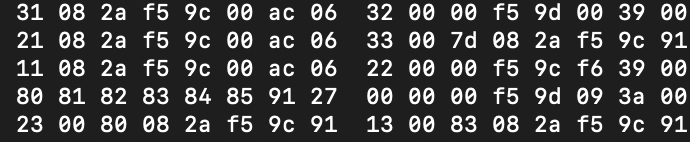 31 08 2a f5 9c 00 ac 06  32 00 00 f5 9d 00 39 00
21 08 2a f5 9c 00 ac 06  33 00 7d 08 2a f5 9c 91
11 08 2a f5 9c 00 ac 06  22 00 00 f5 9c f6 39 00
80 81 82 83 84 85 91 27  00 00 00 f5 9d 09 3a 00
23 00 80 08 2a f5 9c 91  13 00 83 08 2a f5 9c 91